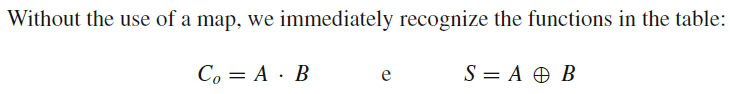 Without the use of a map, we immediately recognize the functions in the table:
Cₒ = A · B e S = A ⊕ B